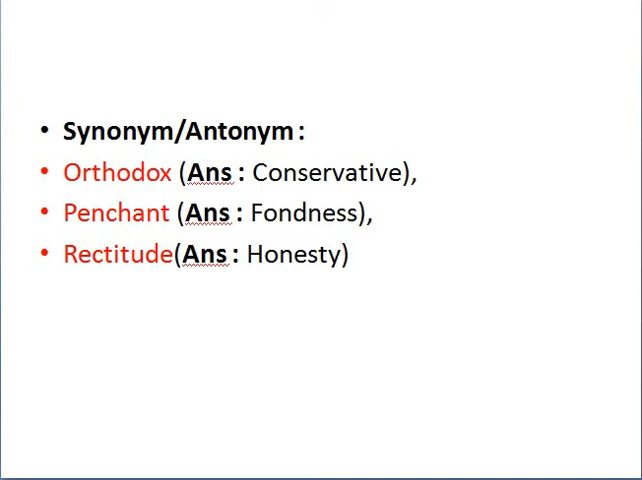 • Synonym/Antonym :
• Orthodox (Ans : Conservative),
• Penchant (Ans : Fondness),
• Rectitude(Ans : Honesty)